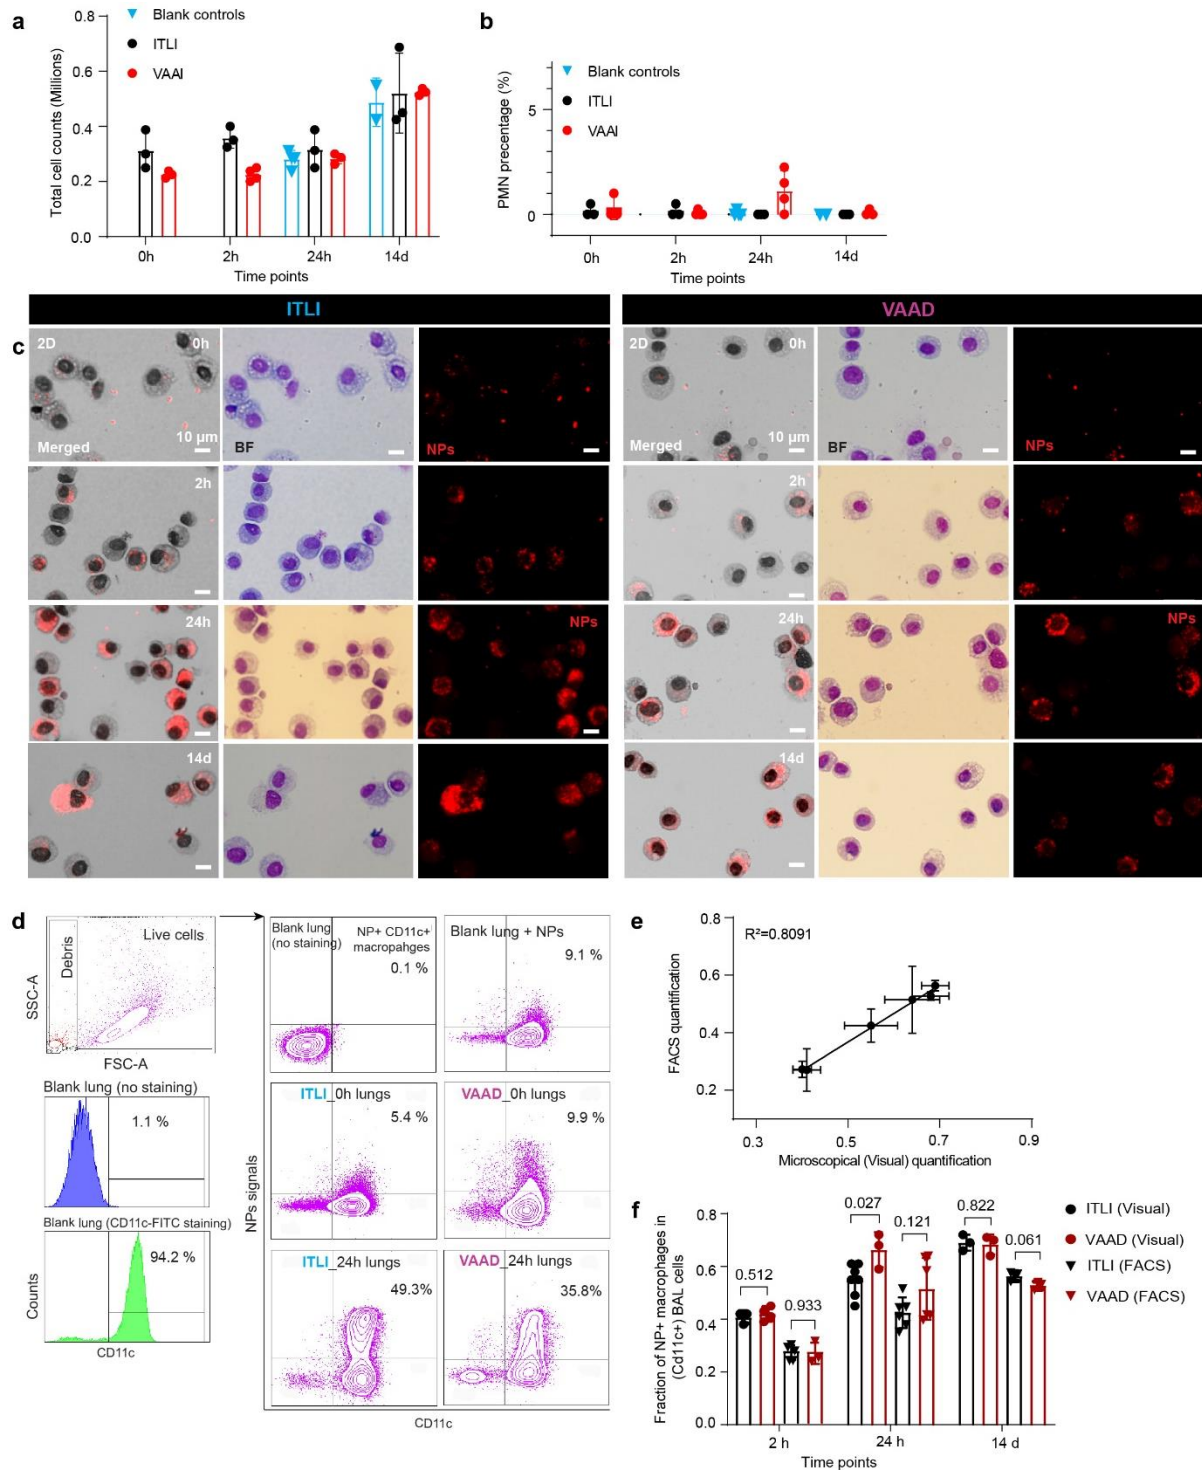 a
Total cell counts (Millions)
0.8
0.6
0.4
0.2
0.0
Blank controls
ITLI
VAAI
0h
2h
24h
14d
Time points
b
PMN precentage (%)
5
0
Blank controls
ITLI
VAAI
0h
2h
24h
14d
Time points
ITLI
VAAD
c
2D
0h
Merged
10 µm
BF
NPs
2D
0h
Merged
10 µm
BF
NPs
2h
2h
24h
NPs
24h
NPs
14d
14d
d
Debris
Live cells
SSC-A
FSC-A
Blank lung (no staining)
1.1 %
Blank lung (CD11c-FITC staining)
94.2 %
Counts
CD11c
Blank lung
(no staining)
NP+ CD11c+
macropahges
0.1 %
Blank lung + NPs
9.1 %
ITLI_0h lungs
5.4 %
VAAD_0h lungs
9.9 %
NPs signals
ITLI_24h lungs
49.3%
VAAD_24h lungs
35.8%
CD11c
e
R²=0.8091
FACS quantification
0.8
0.6
0.4
0.2
0.3
0.5
0.7
0.9
Microscopical (Visual) quantification
f
Fraction of NP+ macrophages in
(Cd11c+) BAL cells
0.8
0.6
0.4
0.2
0.0
0.512
0.933
0.027
0.121
0.822
0.061
2 h
24 h
14 d
Time points
ITLI (Visual)
VAAD (Visual)
ITLI (FACS)
VAAD (FACS)